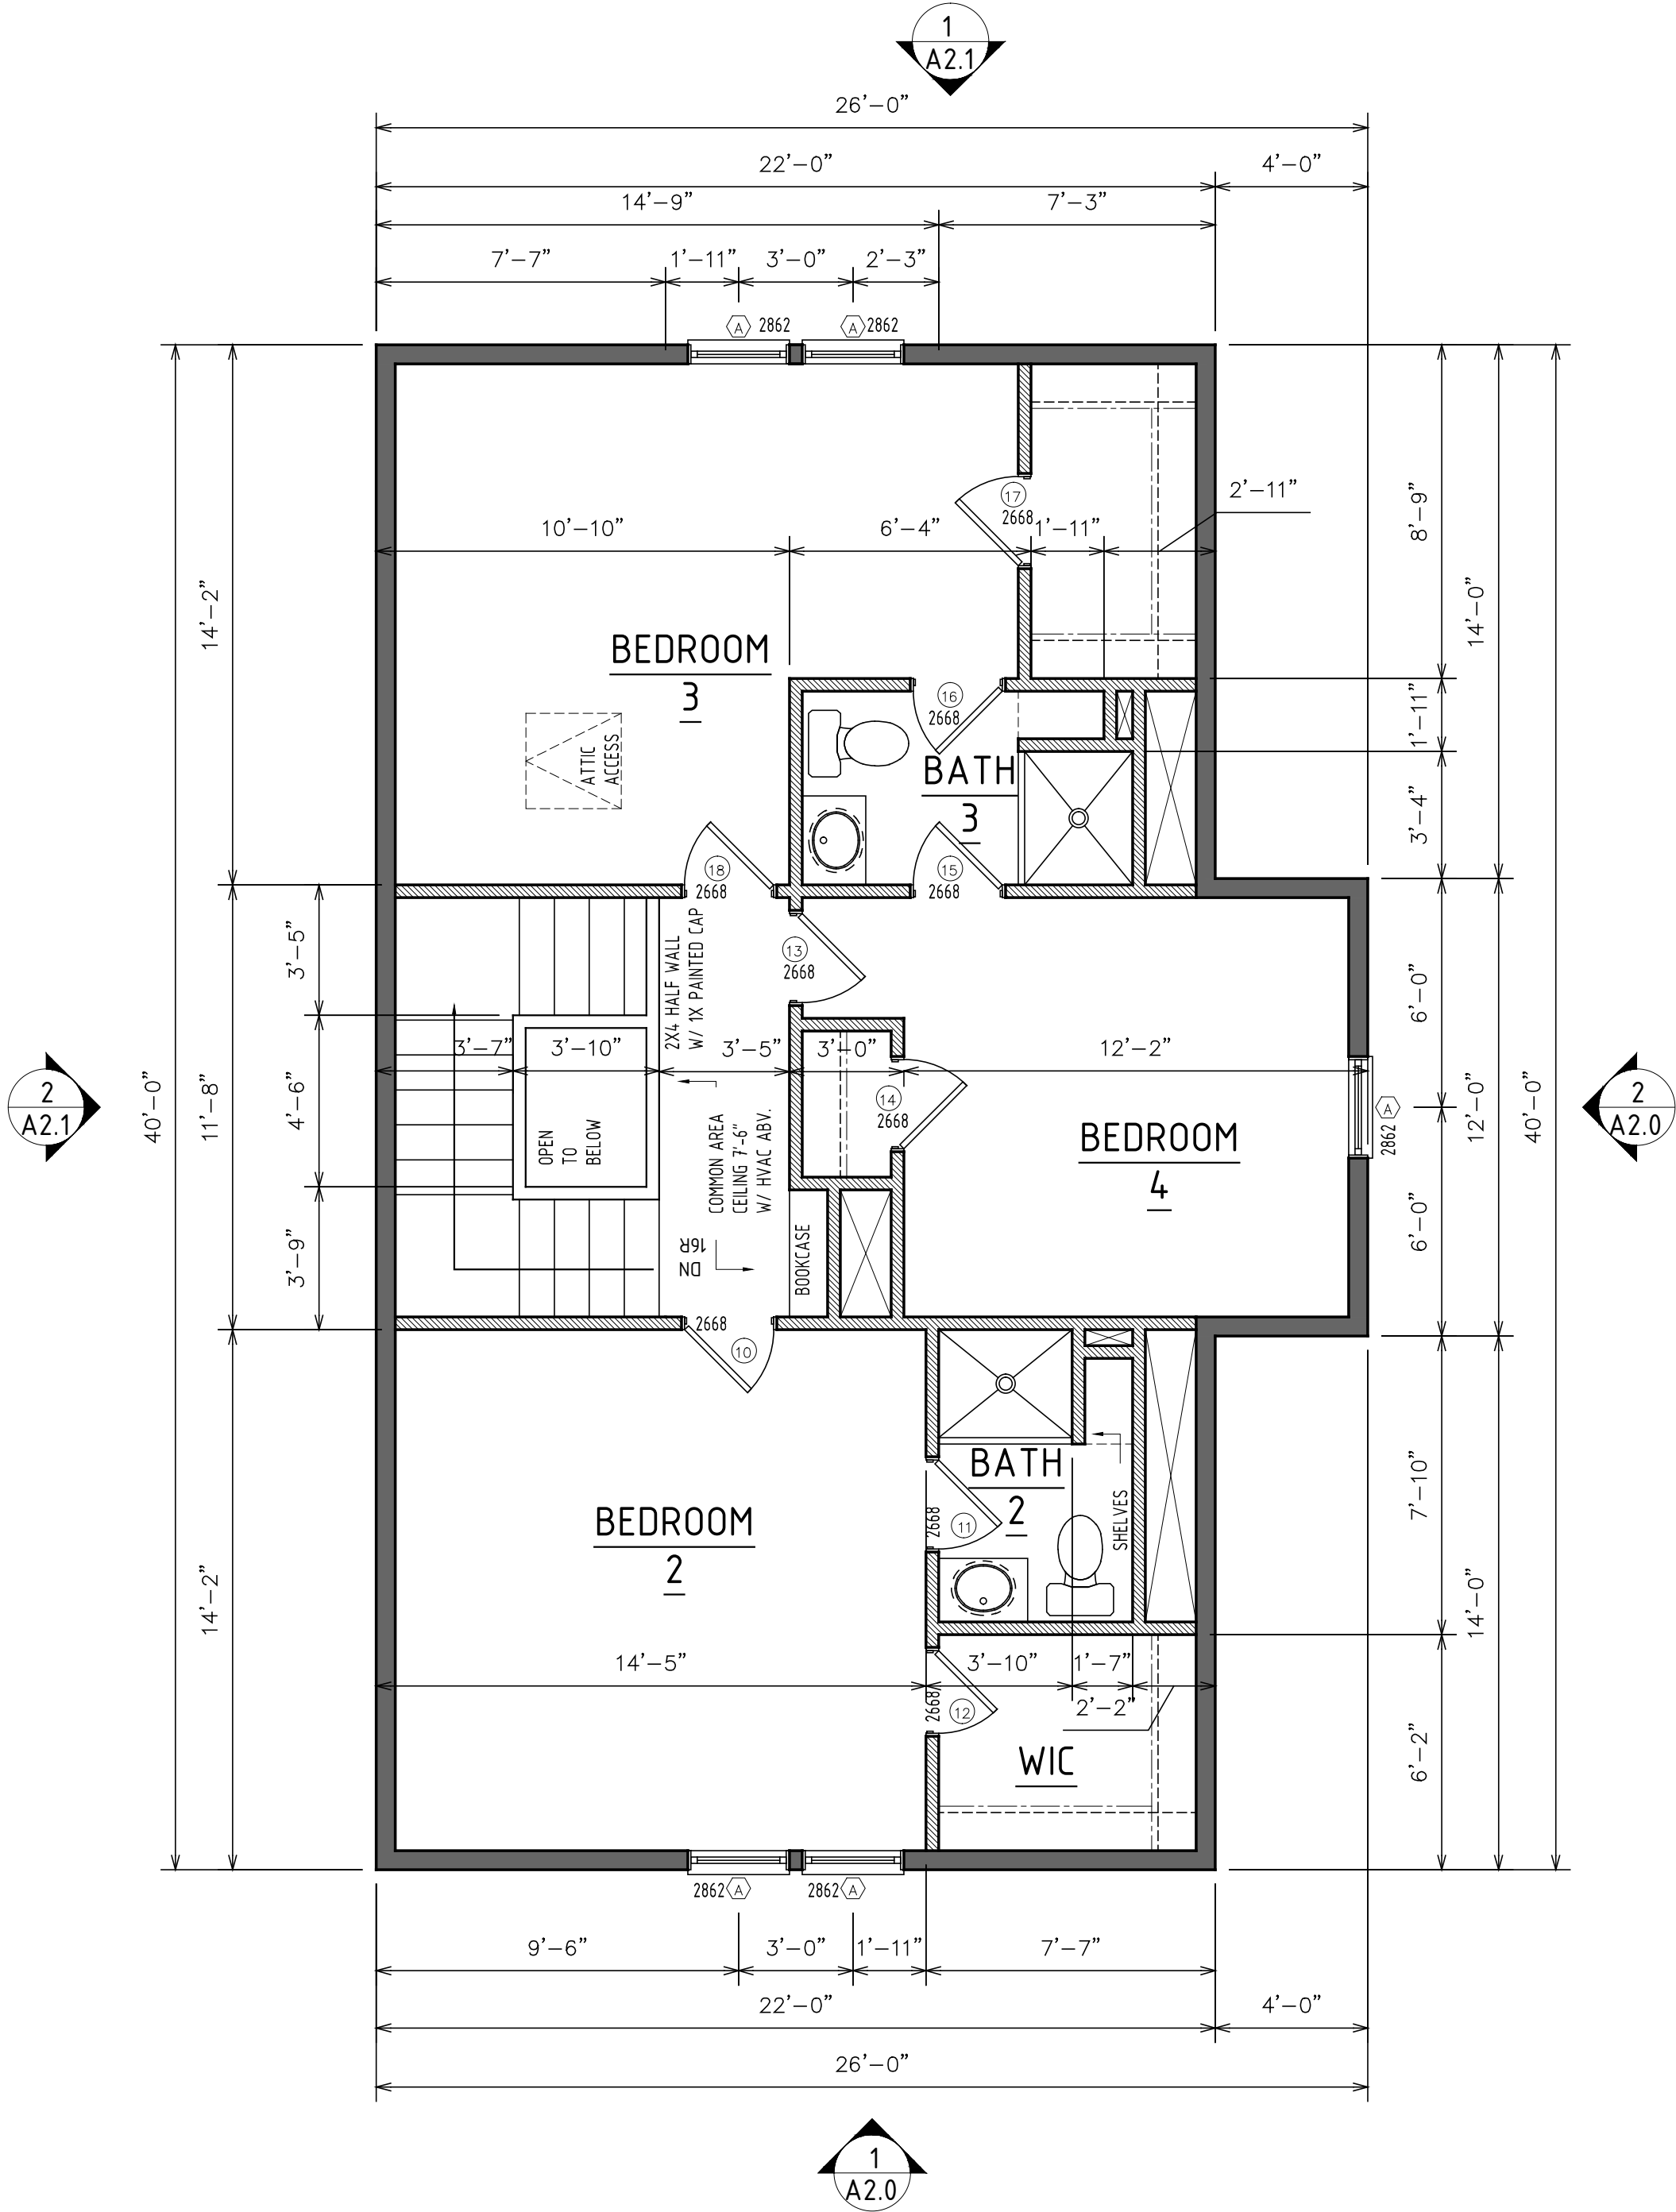 1
A2.1
26’–0”
22’–0”
4’–0”
14’–9”
7’–3”
7’–7”
1’–11”
3’–0”
2’–3”
A
2862
A
2862
17
2668
2’–11”
10’–10”
6’–4”
1’–11”
8’–9”
14’–2”
14’–0”
BEDROOM
3
16
2668
ATTIC
ACCESS
BATH
3
1’–11”
3’–4”
18
2668
15
2668
3’–5”
2X4 HALF WALL
W/ 1X PAINTED CAP
13
2668
6’–0”
3’–7”
3’–10”
3’–5”
3’–0”
12’–2”
2
A2.1
40’–0”
11’–8”
4’–6”
OPEN
TO
BELOW
COMMON AREA
CEILING 7’-6”
W/ HVAC ABV.
14
2668
BEDROOM
4
A
2862
12’–0”
40’–0”
2
A2.0
3’–9”
DN
16R
BOOKCASE
6’–0”
2668
10
BATH
2
SHELVES
2668
11
BEDROOM
2
7’–10”
14’–2”
14’–0”
14’–5”
3’–10”
1’–7”
2’–2”
2668
12
WIC
6’–2”
2862
A
2862
A
9’–6”
3’–0”
1’–11”
7’–7”
22’–0”
4’–0”
26’–0”
1
A2.0